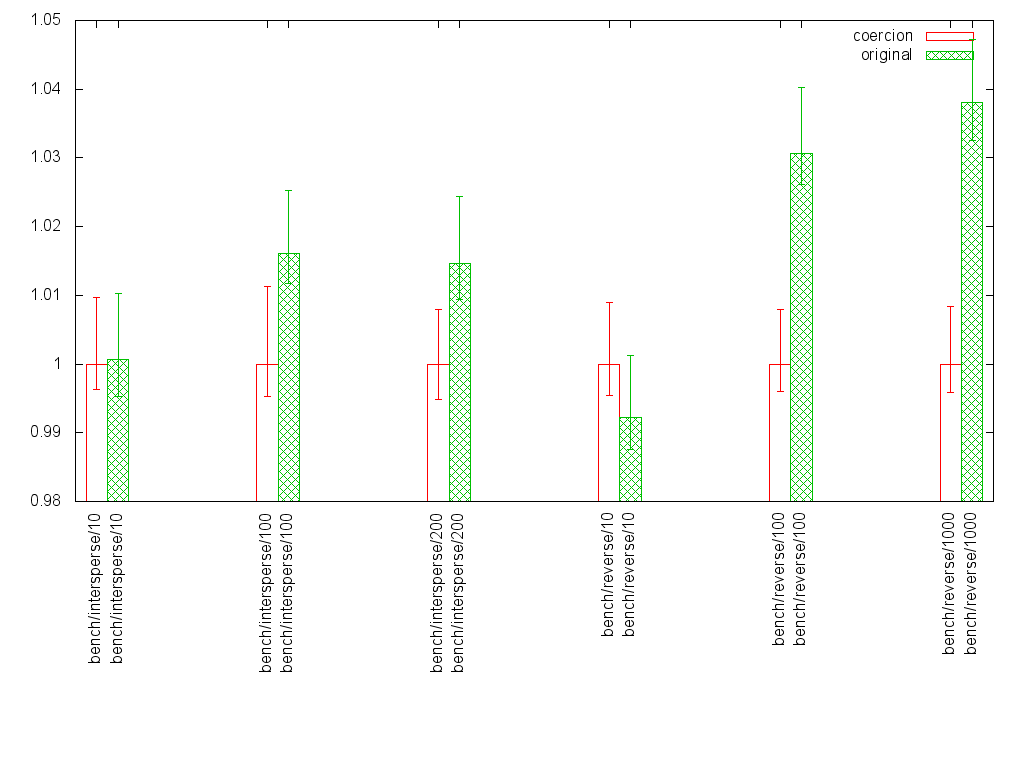 1.05
1.04
1.03
1.02
1.01
1
0.99
0.98
coercion
original
bench/intersperse/10
bench/intersperse/10
bench/intersperse/100
bench/intersperse/100
bench/intersperse/200
bench/intersperse/200
bench/reverse/10
bench/reverse/10
bench/reverse/100
bench/reverse/100
bench/reverse/1000
bench/reverse/1000